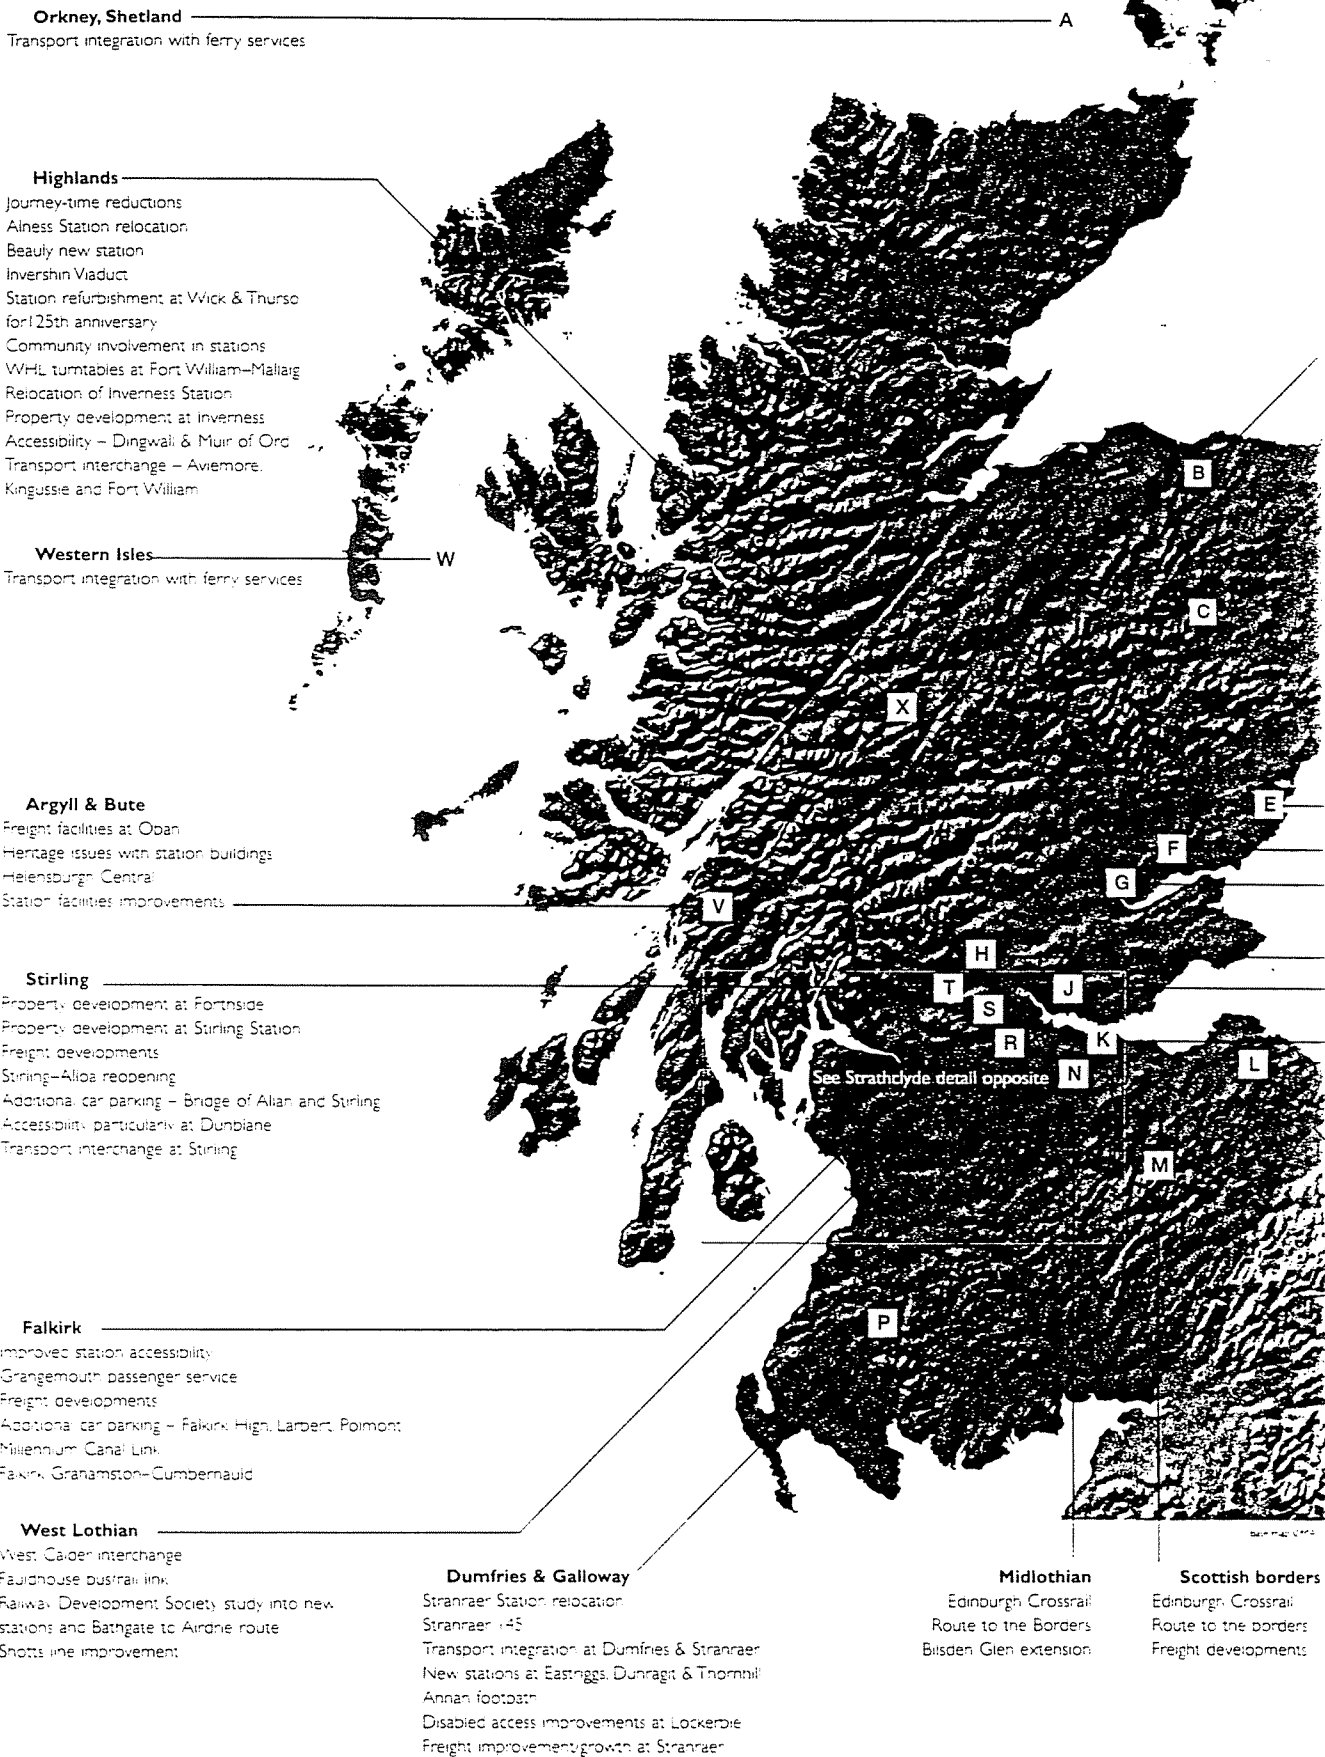 Orkney, Shetland
Transport integration with ferry services
A
Highlands
Journey-time reductions
Alness Station relocation
Beauly new station
Invershin Viaduct
Station refurbishment at Wick & Thurso
for125th anniversary
Community involvement in stations
WHL turntables at Fort William–Mallaig
Relocation of Inverness Station
Property development at Inverness
Accessibility – Dingwall & Muir of Ord
Transport interchange – Aviemore,
Kingussie and Fort William
Western Isles
W
Transport integration with ferry services
B
C
X
Argyll & Bute
Freight facilities at Oban
Heritage issues with station buildings
Helensburgh Central
Station facilities improvements
E
F
G
V
H
T
S
J
R
K
N
L
M
P
See Strathclyde detail opposite
Stirling
Property development at Forthside
Property development at Stirling Station
Freight developments
Stirling–Alloa reopening
Additional car parking – Bridge of Allan and Stirling
Accessibility particularly at Dunblane
Transport interchange at Stirling
Falkirk
Improved station accessibility
Grangemouth passenger service
Freight developments
Additional car parking – Falkirk High, Larbert, Polmont
Millennium Canal Link
Falkirk Grahamston–Cumbernauld
West Lothian
West Calder interchange
Fauldhouse bus/rail link
Railway Development Society study into new
stations and Bathgate to Airdrie route
Shotts line improvement
Dumfries & Galloway
Stranraer Station relocation
Stranraer
Transport integration at Dumfries & Stranraer
New stations at Eastriggs, Dunragit & Thornhill
Annan footpath
Disabled access improvements at Lockerbie
Freight improvement/growth at Stranraer
Midlothian
Edinburgh Crossrail
Route to the Borders
Bilsden Glen extension
Scottish borders
Edinburgh Crossrail
Route to the borders
Freight developments